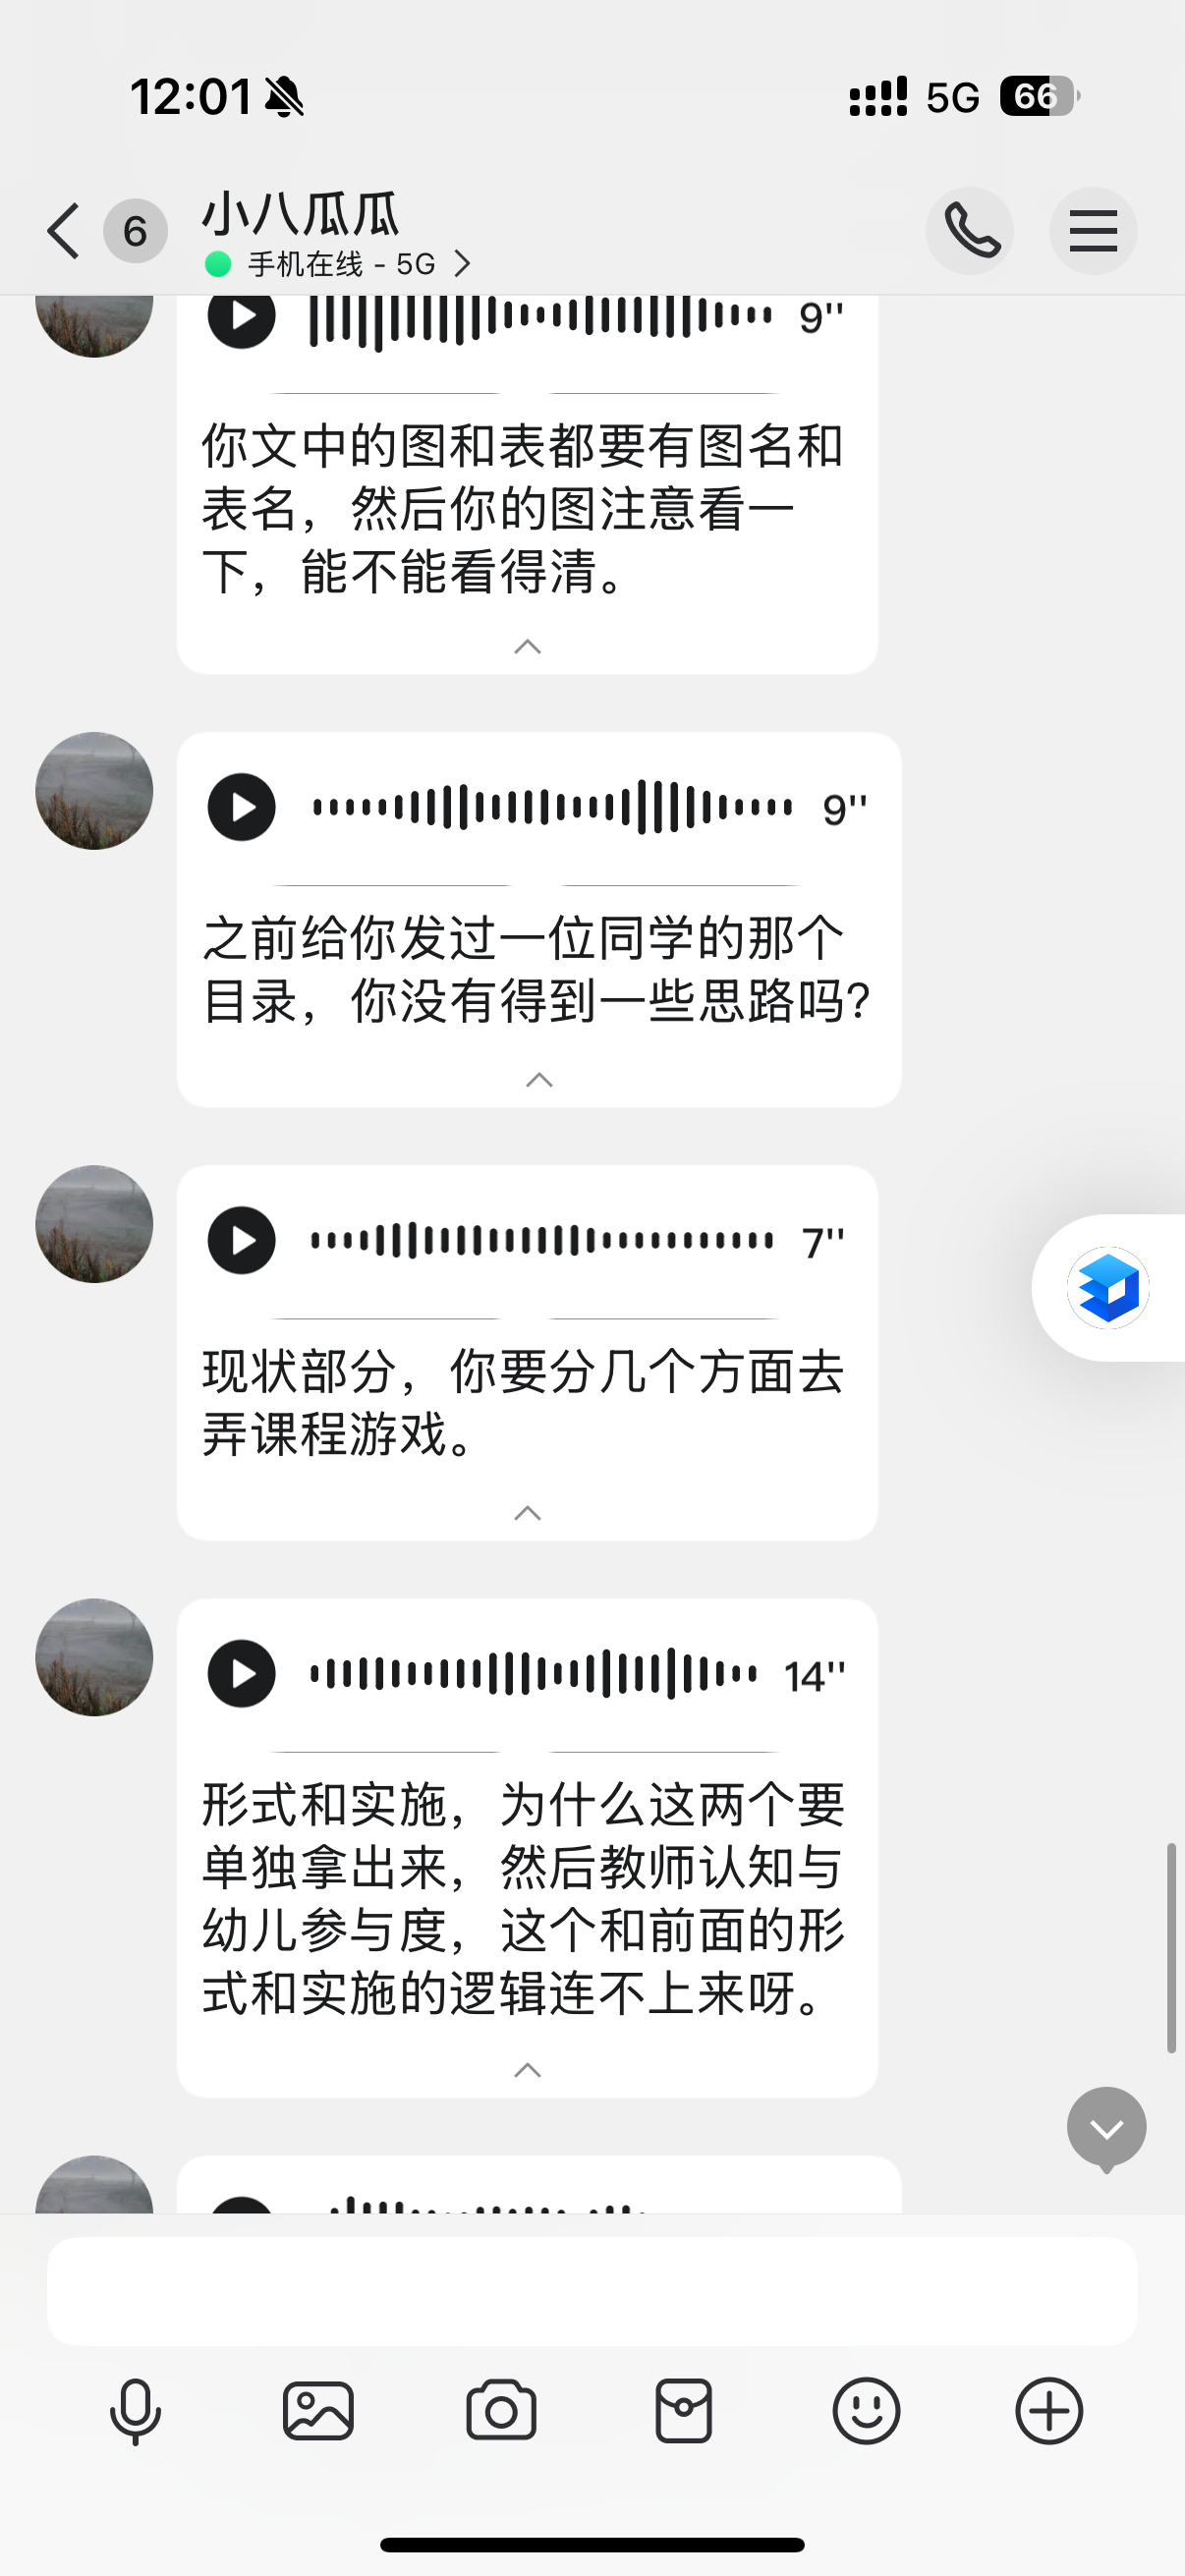 12:01
5G
66
6
小八瓜瓜
手机在线 - 5G
9''
你文中的图和表都要有图名和
表名，然后你的图注意看一
下，能不能看得清。
9''
之前给你发过一位同学的那个
目录，你没有得到一些思路吗?
7''
现状部分，你要分几个方面去
弄课程游戏。
14''
形式和实施，为什么这两个要
单独拿出来，然后教师认知与
幼儿参与度，这个和前面的形
式和实施的逻辑连不上来呀。